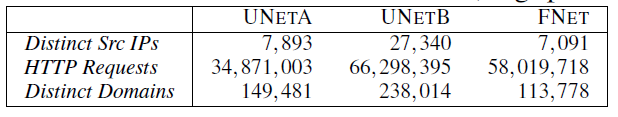 UNETA UNETB FNET
Distinct Src IPs 7,893 27,340 7,091
HTTP Requests 34,871,003 66,298,395 58,019,718
Distinct Domains 149,481 238,014 113,778